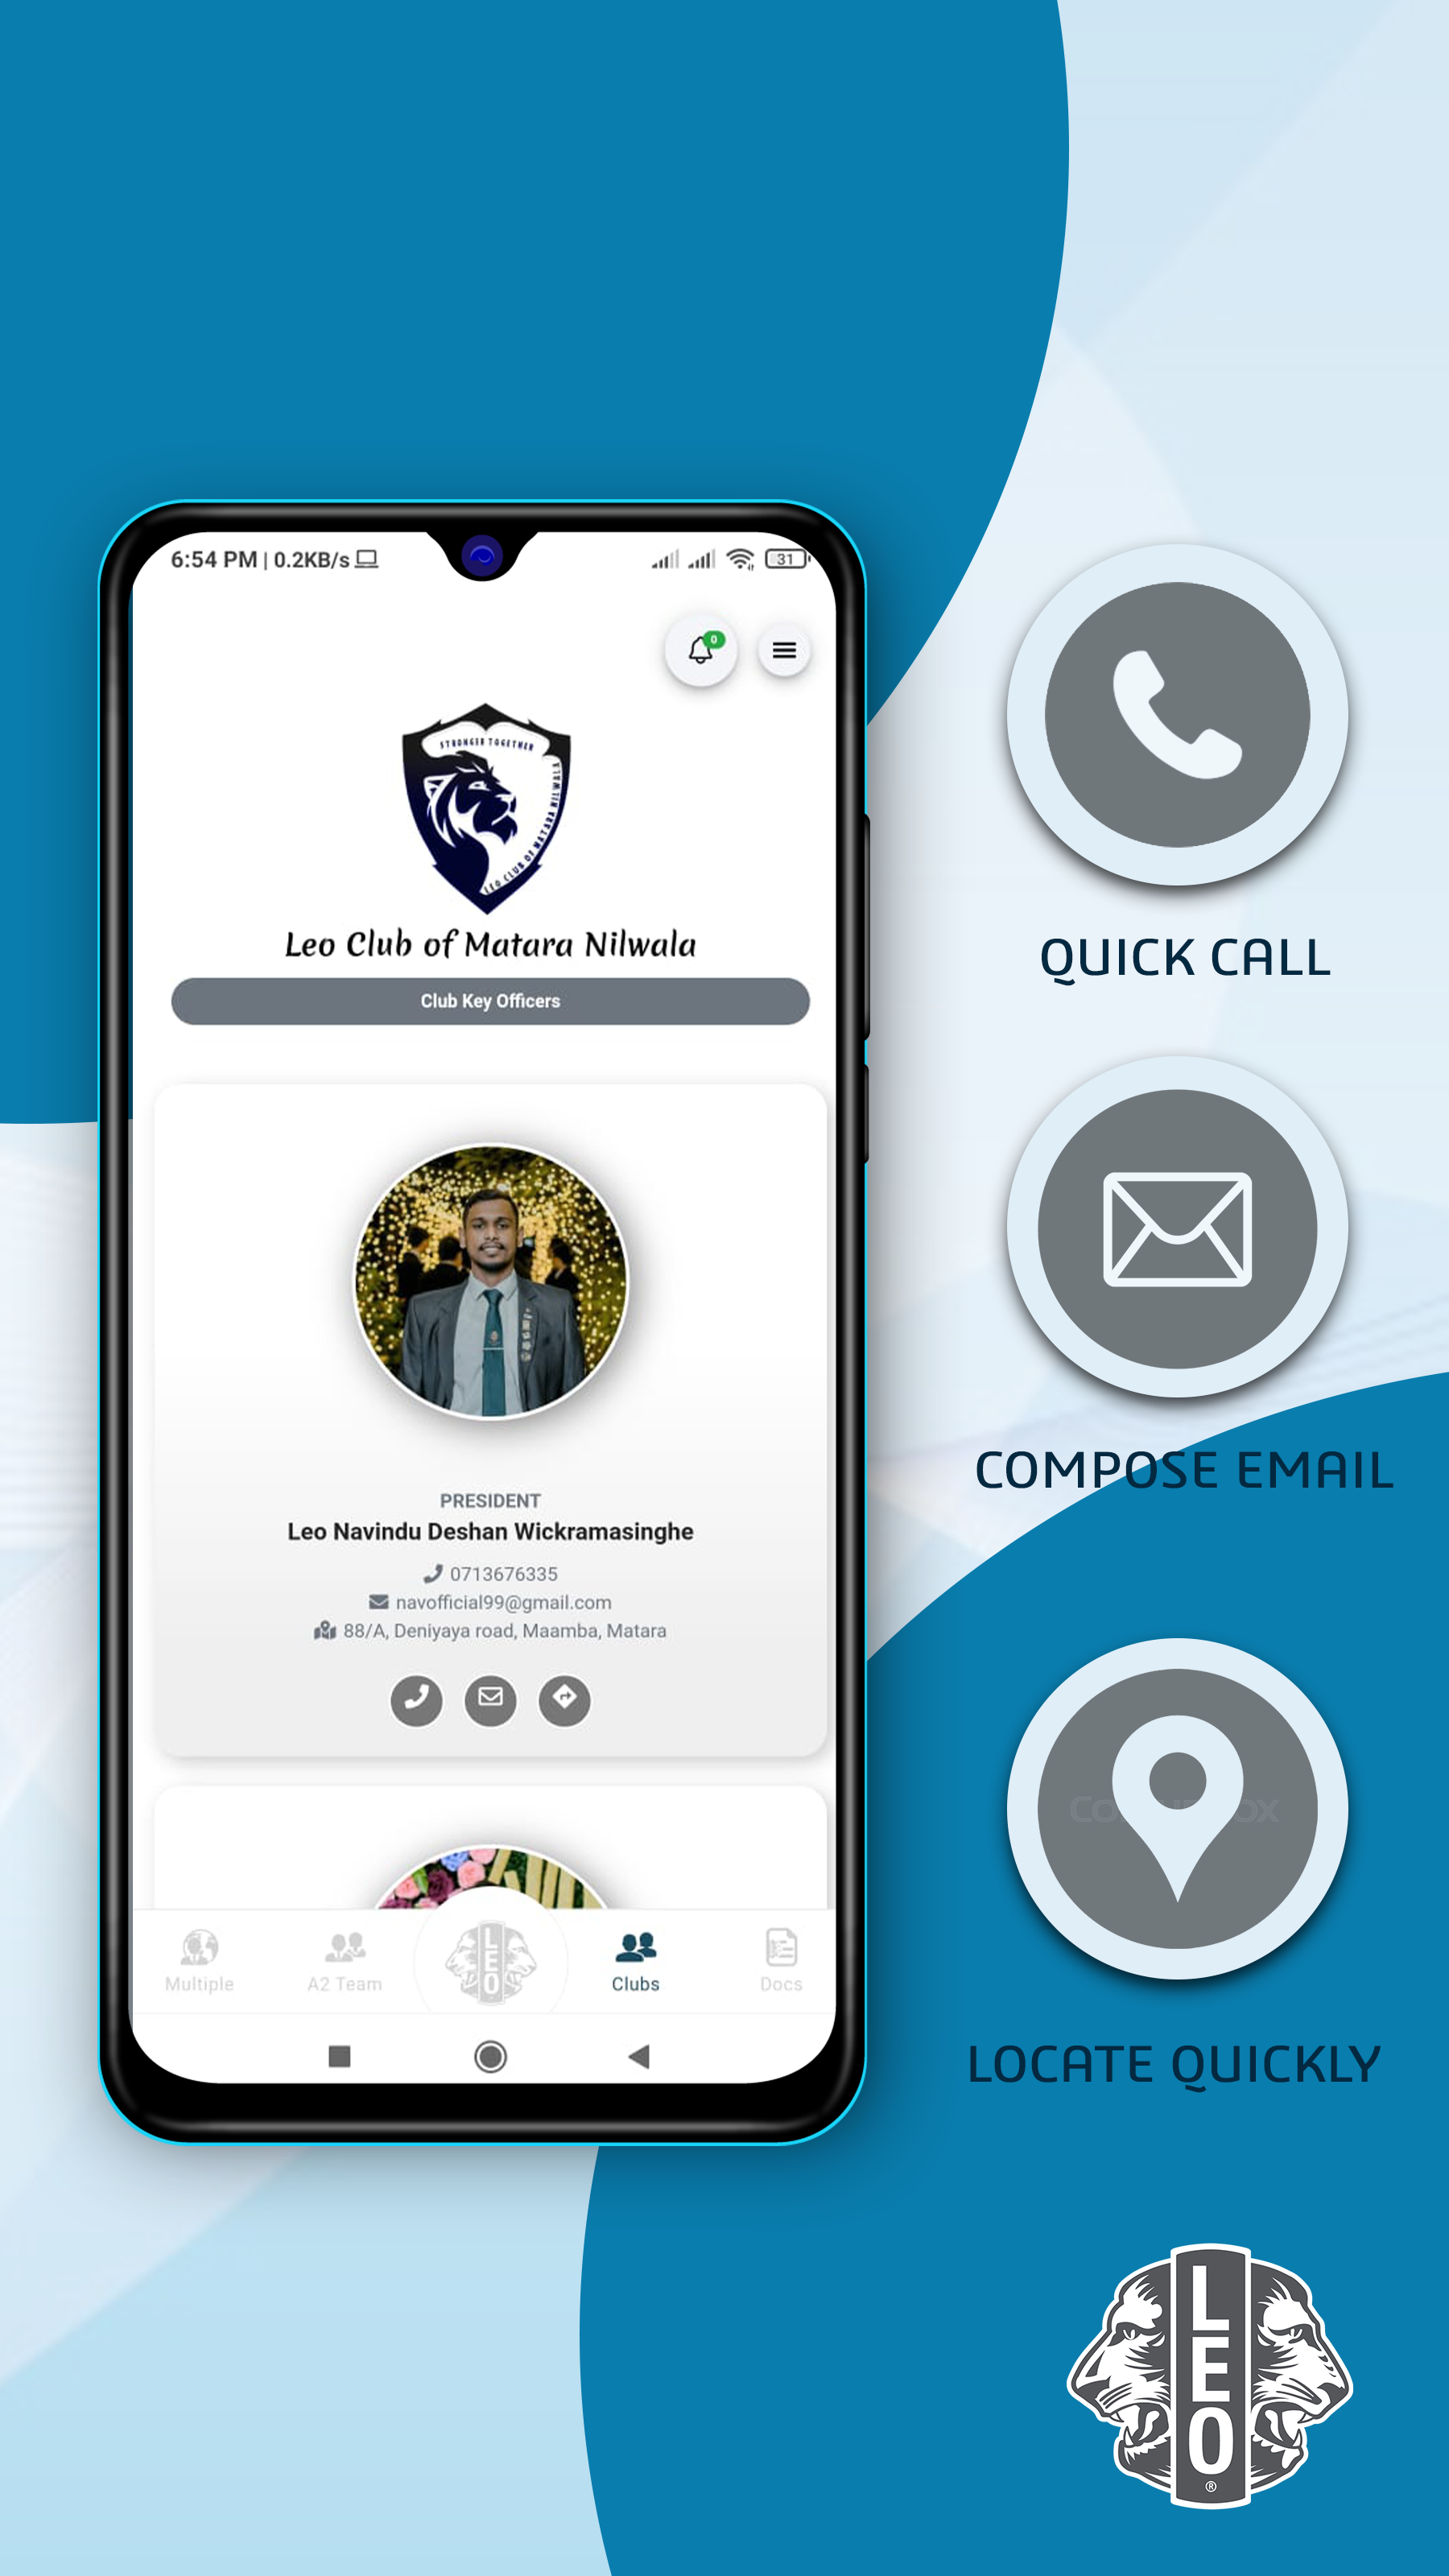 6:54 PM | 0.2KB/s
31
0
STRONGER TOGETHER
LEO CLUB OF MATARA NILWALA
Leo Club of Matara Nilwala
Club Key Officers
PRESIDENT
Leo Navindu Deshan Wickramasinghe
0713676335
navofficial99@gmail.com
88/A, Deniyaya road, Maamba, Matara
Multiple
A2 Team
LEO
Clubs
Docs
QUICK CALL
COMPOSE EMAIL
LOCATE QUICKLY
LEO
®